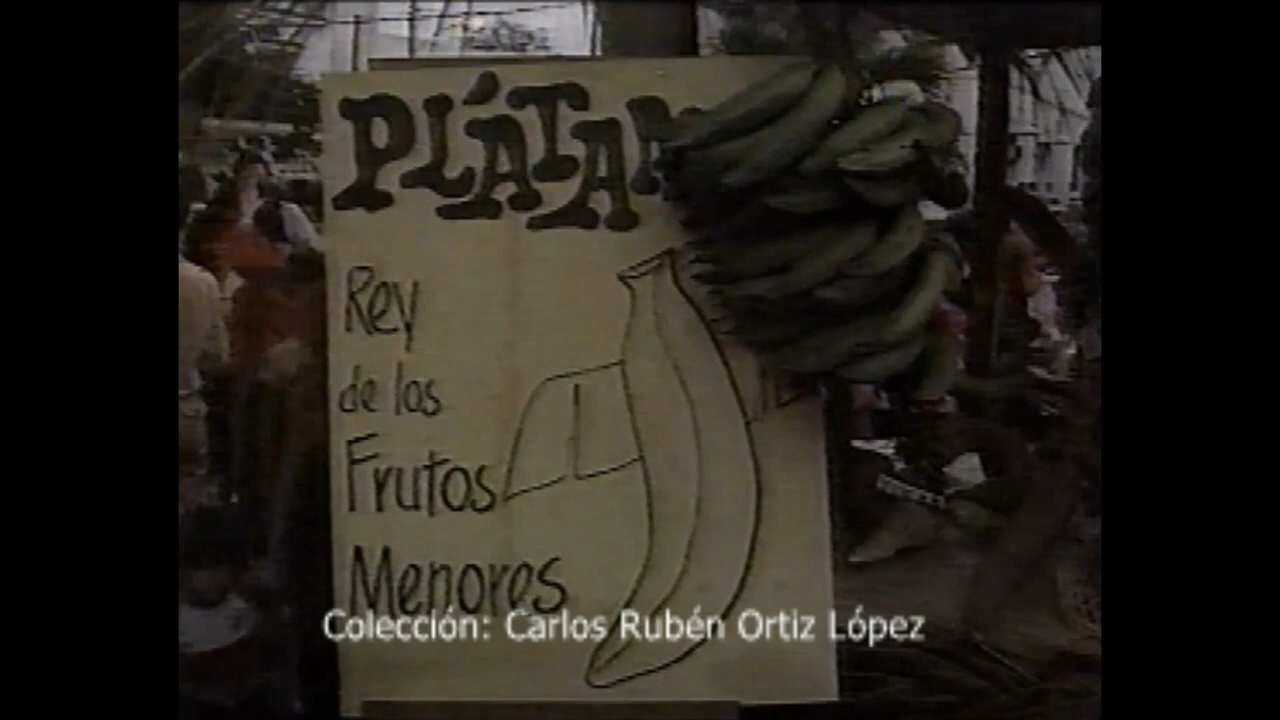 PLÁTAN
Rey
de los
Frutos
Menores
Colección: Carlos Rubén Ortiz López